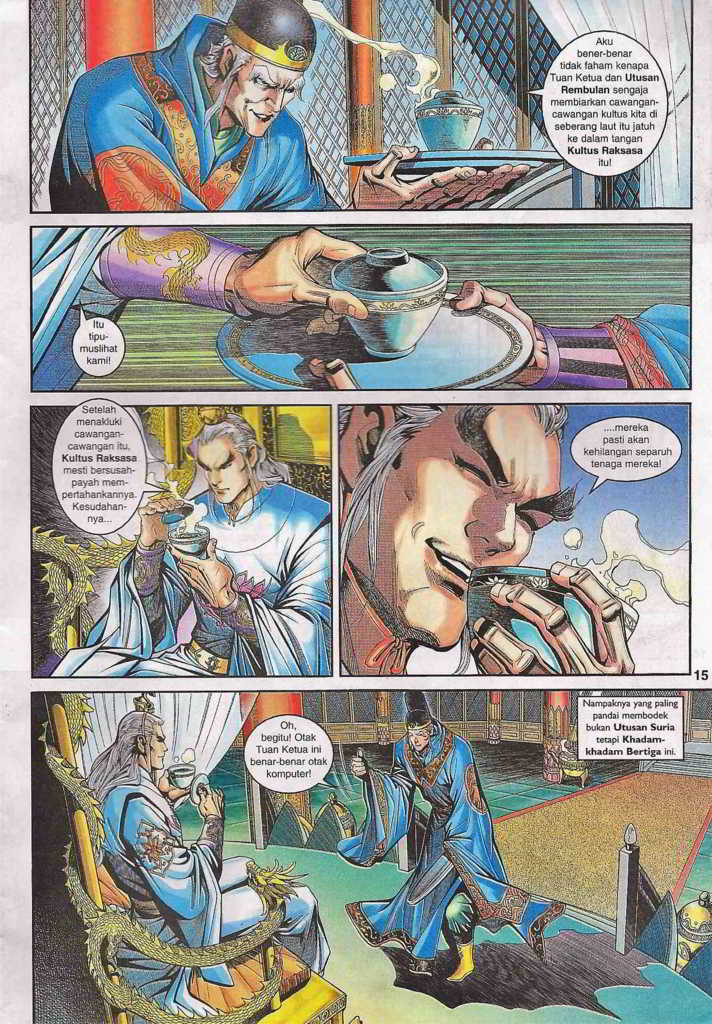 Aku
bener-benar
tidak faham kenapa
Tuan Ketua dan Utusan
Rembulan sengaja
membiarkan cawangan-
cawangan kultus kita di
seberang laut itu jatuh
ke dalam tangan
Kultus Raksasa
itu!
Itu
tipu-
muslihat
kami!
Setelah
menakluki
cawangan-
cawangan itu,
Kultus Raksasa
mesti bersusah-
payah mem-
pertahankannya.
Kesudahan-
nya...
....mereka
pasti akan
kehilangan separuh
tenaga mereka!
15
Oh,
begitu! Otak
Tuan Ketua ini
benar-benar otak
komputer!
Nampaknya yang paling
pandai membodek
bukan Utusan Suria
tetapi Khadam-
khadam Bertiga ini.